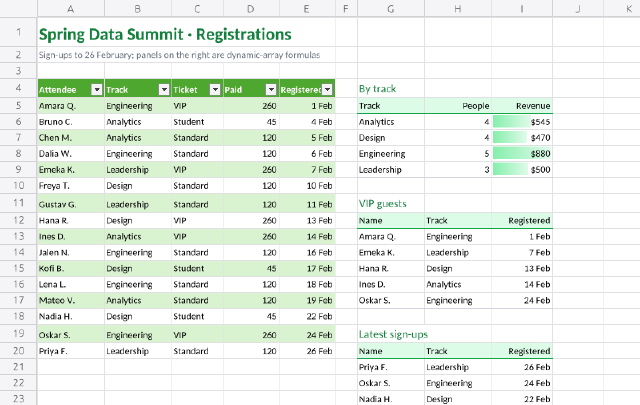 A B C D E F G H I J K
1 Spring Data Summit · Registrations
2 Sign-ups to 26 February; panels on the right are dynamic-array formulas
3
4 Attendee Track Ticket Paid Registered By track
5 Amara Q. Engineering VIP 260 1 Feb Track People Revenue
6 Bruno C. Analytics Student 45 4 Feb Analytics 4 $545
7 Chen M. Analytics Standard 120 5 Feb Design 4 $470
8 Dalia W. Engineering Standard 120 6 Feb Engineering 5 $880
9 Emeka K. Leadership VIP 260 7 Feb Leadership 3 $500
10 Freya T. Design Standard 120 10 Feb
11 Gustav G. Leadership Standard 120 11 Feb VIP guests
12 Hana R. Design VIP 260 13 Feb Name Track Registered
13 Ines D. Analytics VIP 260 14 Feb Amara Q. Engineering 1 Feb
14 Jalen N. Engineering Standard 120 16 Feb Emeka K. Leadership 7 Feb
15 Kofi B. Design Student 45 17 Feb Hana R. Design 13 Feb
16 Lena L. Engineering Standard 120 18 Feb Ines D. Analytics 14 Feb
17 Mateo V. Analytics Standard 120 19 Feb Oskar S. Engineering 24 Feb
18 Nadia H. Design Student 45 22 Feb
19 Oskar S. Engineering VIP 260 24 Feb Latest sign-ups
20 Priya F. Leadership Standard 120 26 Feb Name Track Registered
21 Priya F. Leadership 26 Feb
22 Oskar S. Engineering 24 Feb
23 Nadia H. Design 22 Feb